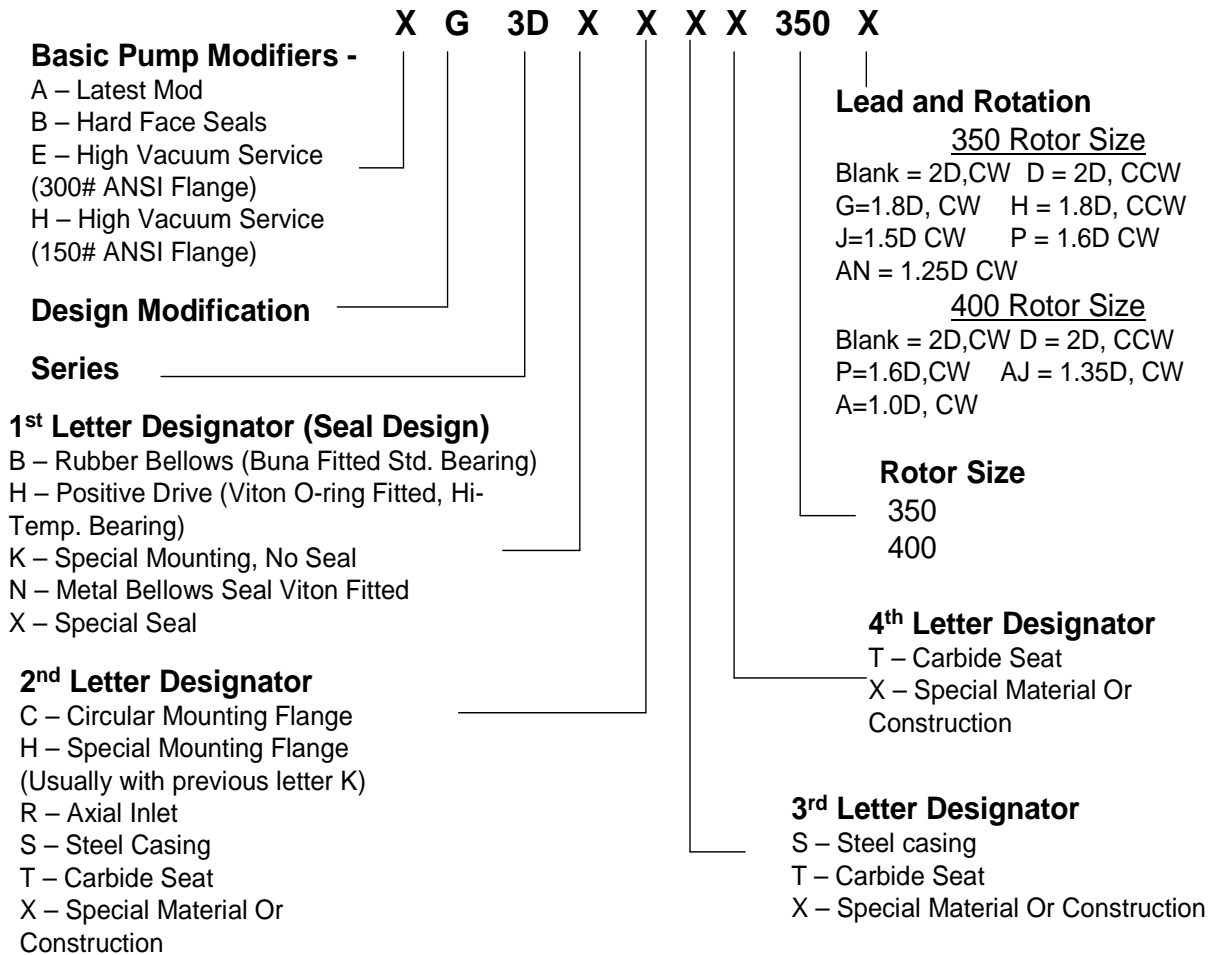 X G 3D X X X X 350 X
Basic Pump Modifiers -
A – Latest Mod
B – Hard Face Seals
E – High Vacuum Service
(300# ANSI Flange)
H – High Vacuum Service
(150# ANSI Flange)
Design Modification
Series
1st Letter Designator (Seal Design)
B – Rubber Bellows (Buna Fitted Std. Bearing)
H – Positive Drive (Viton O-ring Fitted, Hi-
Temp. Bearing)
K – Special Mounting, No Seal
N – Metal Bellows Seal Viton Fitted
X – Special Seal
2nd Letter Designator
C – Circular Mounting Flange
H – Special Mounting Flange
(Usually with previous letter K)
R – Axial Inlet
S – Steel Casing
T – Carbide Seat
X – Special Material Or
Construction
Lead and Rotation
350 Rotor Size
Blank = 2D,CW D = 2D, CCW
G=1.8D, CW H = 1.8D, CCW
J=1.5D CW P = 1.6D CW
AN = 1.25D CW
400 Rotor Size
Blank = 2D,CW D = 2D, CCW
P=1.6D,CW AJ = 1.35D, CW
A=1.0D, CW
Rotor Size
350
400
4th Letter Designator
T – Carbide Seat
X – Special Material Or
Construction
3rd Letter Designator
S – Steel casing
T – Carbide Seat
X – Special Material Or Construction